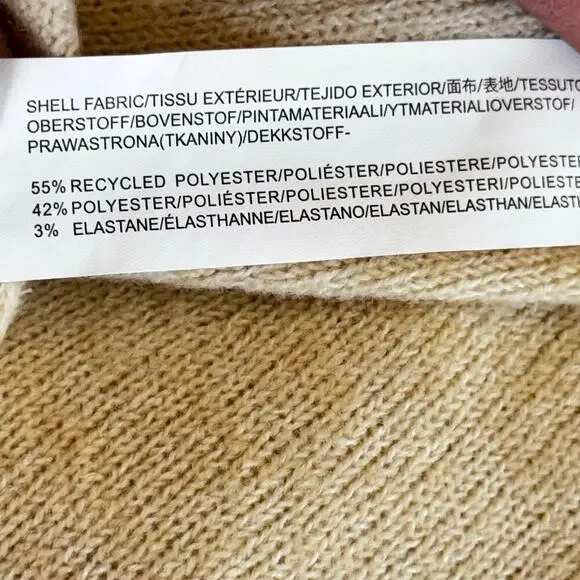 SHELL FABRIC/TISSU EXTÉRIEUR/TEJIDO EXTERIOR/面布/表地/TESSUTO
OBERSTOFF/BOVENSTOF/PINTAMATERIAALI/YTMATERIALIOVERSTOF/
PRAWASTRONA(TKANINY)/DEKKSTOFF-
55% RECYCLED POLYESTER/POLIÉSTER/POLIESTERE/POLYESTE
42% POLYESTER/POLIÉSTER/POLIESTERE/POLYESTERI/POLIESTE
3% ELASTANE/ÉLASTHANNE/ELASTANO/ELASTAN/ELASTHAN/ELAST